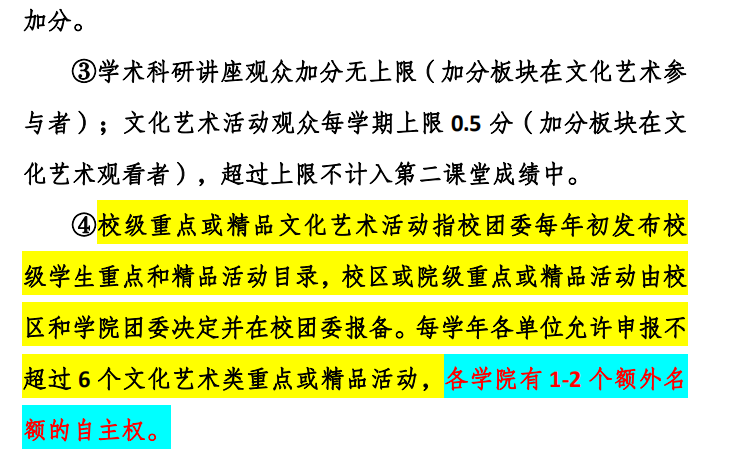 加分。
③学术科研讲座观众加分无上限（加分板块在文化艺术参
与者）；文化艺术活动观众每学期上限 0.5 分（加分板块在文
化艺术观看者），超过上限不计入第二课堂成绩中。
④校级重点或精品文化艺术活动指校团委每年初发布校
级学生重点和精品活动目录，校区或院级重点或精品活动由校
区和学院团委决定并在校团委报备。每学年各单位允许申报不
超过 6 个文化艺术类重点或精品活动，各学院有 1-2 个额外名
额的自主权。